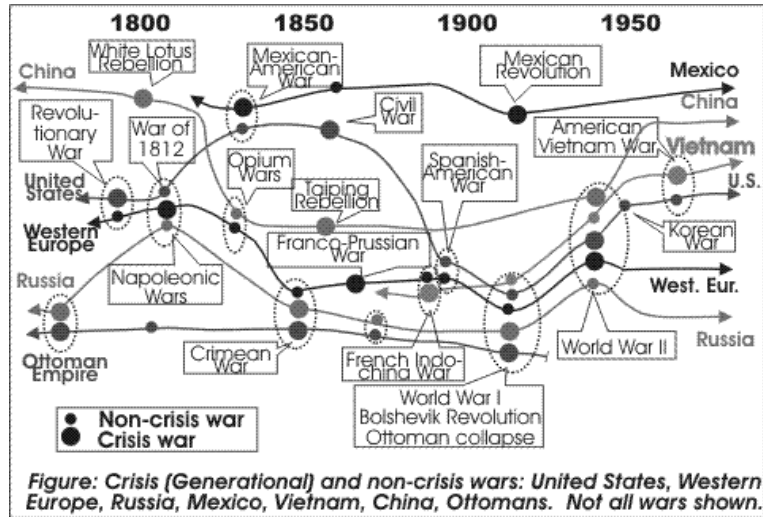 1800 1850 1900 1950
White Lotus
Rebellion
Mexican-
American
War
Mexican
Revolution
Mexico
China
China
Revolu-
tionary
War
War of
1812
Civil
War
American
Vietnam War
Vietnam
Opium
Wars
Spanish-
American
War
United
States
U.S.
Taiping
Rebellion
Western
Europe
Korean
War
Franco-Prussian
War
Napoleonic
Wars
Russia
West. Eur.
Ottoman
Empire
Crimean
War
French Indo-
china War
World War II
Russia
World War I
Bolshevik Revolution
Ottoman collapse
Non-crisis war
Crisis war
Figure: Crisis (Generational) and non-crisis wars: United States, Western
Europe, Russia, Mexico, Vietnam, China, Ottomans. Not all wars shown.